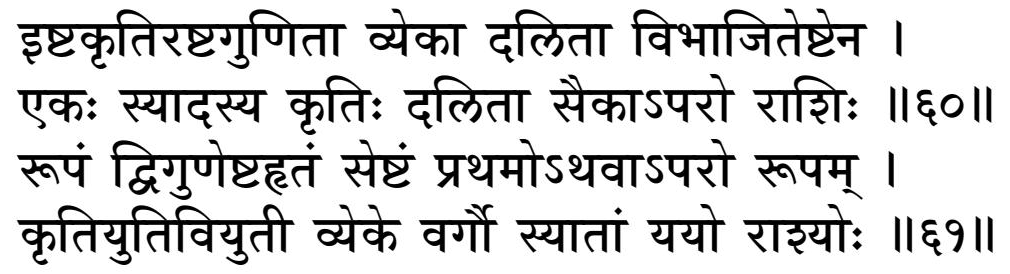 इष्टकृतिरष्टगुणिता व्येका दलिता विभाजितेष्टेन ।
एकः स्यादस्य कृतिः दलिता सैकाऽपरो राशिः ॥६०॥
रूपं द्विगुणेष्टहृतं सेष्टं प्रथमोऽथवाऽपरो रूपम् ।
कृतियुतिवियुती व्येके वर्गौ स्यातां ययो राश्योः ॥६१॥